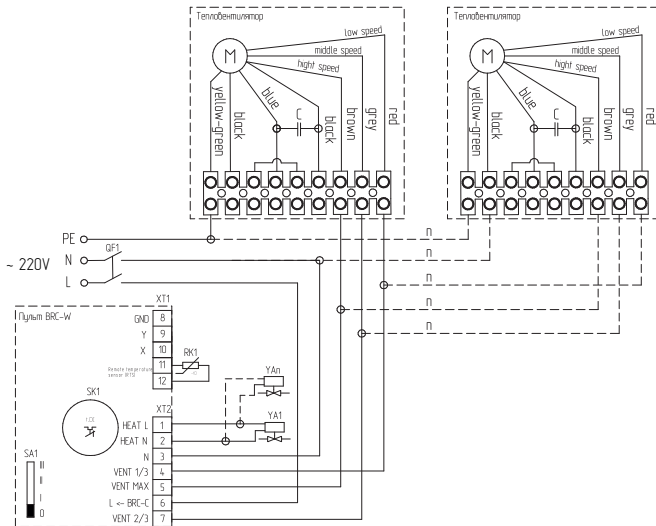 Тепловентилятор
Тепловентилятор
low speed
middle speed
hight speed
M
yellow-green
black
blue
C
black
brown
grey
red
low speed
middle speed
hight speed
M
yellow-green
black
blue
C
black
brown
grey
red
PE
N
L
QF1
~ 220V
n
n
n
n
n
Пульт BRC-W
XT1
GND 8
Y 9
X 10
Remote temperature sensor (RTS)
11
12
RK1
SK1
YAn
YA1
XT2
HEAT L 1
HEAT N 2
N 3
VENT 1/3 4
VENT MAX 5
L <- BRC-C 6
VENT 2/3 7
SA1
III
II
I
0